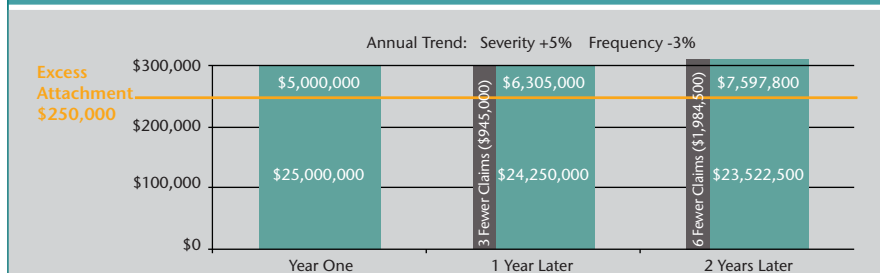 Annual Trend: Severity +5% Frequency -3%
Excess
Attachment
$250,000
$300,000
$200,000
$100,000
$0
$5,000,000
$25,000,000
3 Fewer Claims ($945,000)
$6,305,000
$24,250,000
6 Fewer Claims ($1,984,500)
$7,597,800
$23,522,500
Year One
1 Year Later
2 Years Later